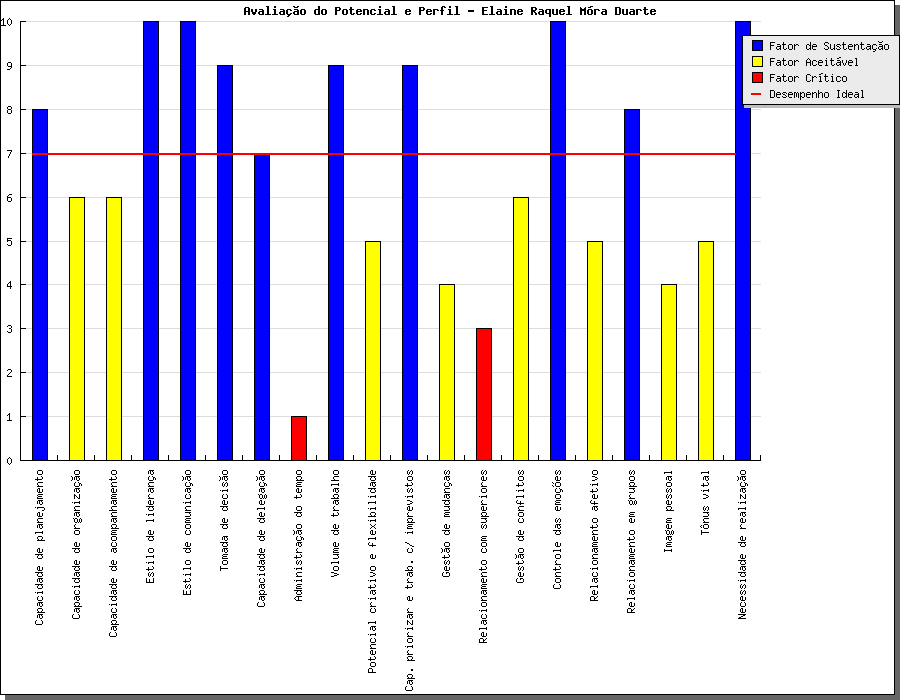 Avaliação do Potencial e Perfil - Elaine Raquel Móra Duarte
Fator de Sustentação
Fator Aceitável
Fator Crítico
Desempenho Ideal
10
9
8
7
6
5
4
3
2
1
0
Capacidade de planejamento
Capacidade de organização
Capacidade de acompanhamento
Estilo de liderança
Estilo de comunicação
Tomada de decisão
Capacidade de delegação
Administração do tempo
Volume de trabalho
Potencial criativo e flexibilidade
Cap. priorizar e trab. c/ imprevistos
Gestão de mudanças
Relacionamento com superiores
Gestão de conflitos
Controle das emoções
Relacionamento afetivo
Relacionamento em grupos
Imagem pessoal
Tônus vital
Necessidade de realização